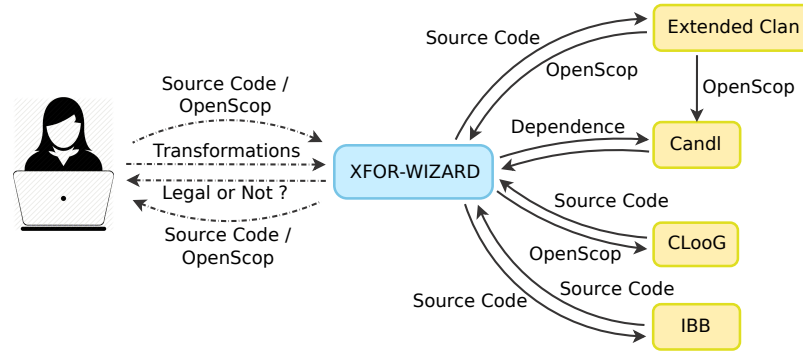 Source Code /
OpenScop
Transformations
Legal or Not ?
Source Code /
OpenScop
XFOR-WIZARD
Source Code
OpenScop
Extended Clan
OpenScop
Dependence
Candl
Source Code
CLooG
OpenScop
Source Code
Source Code
IBB